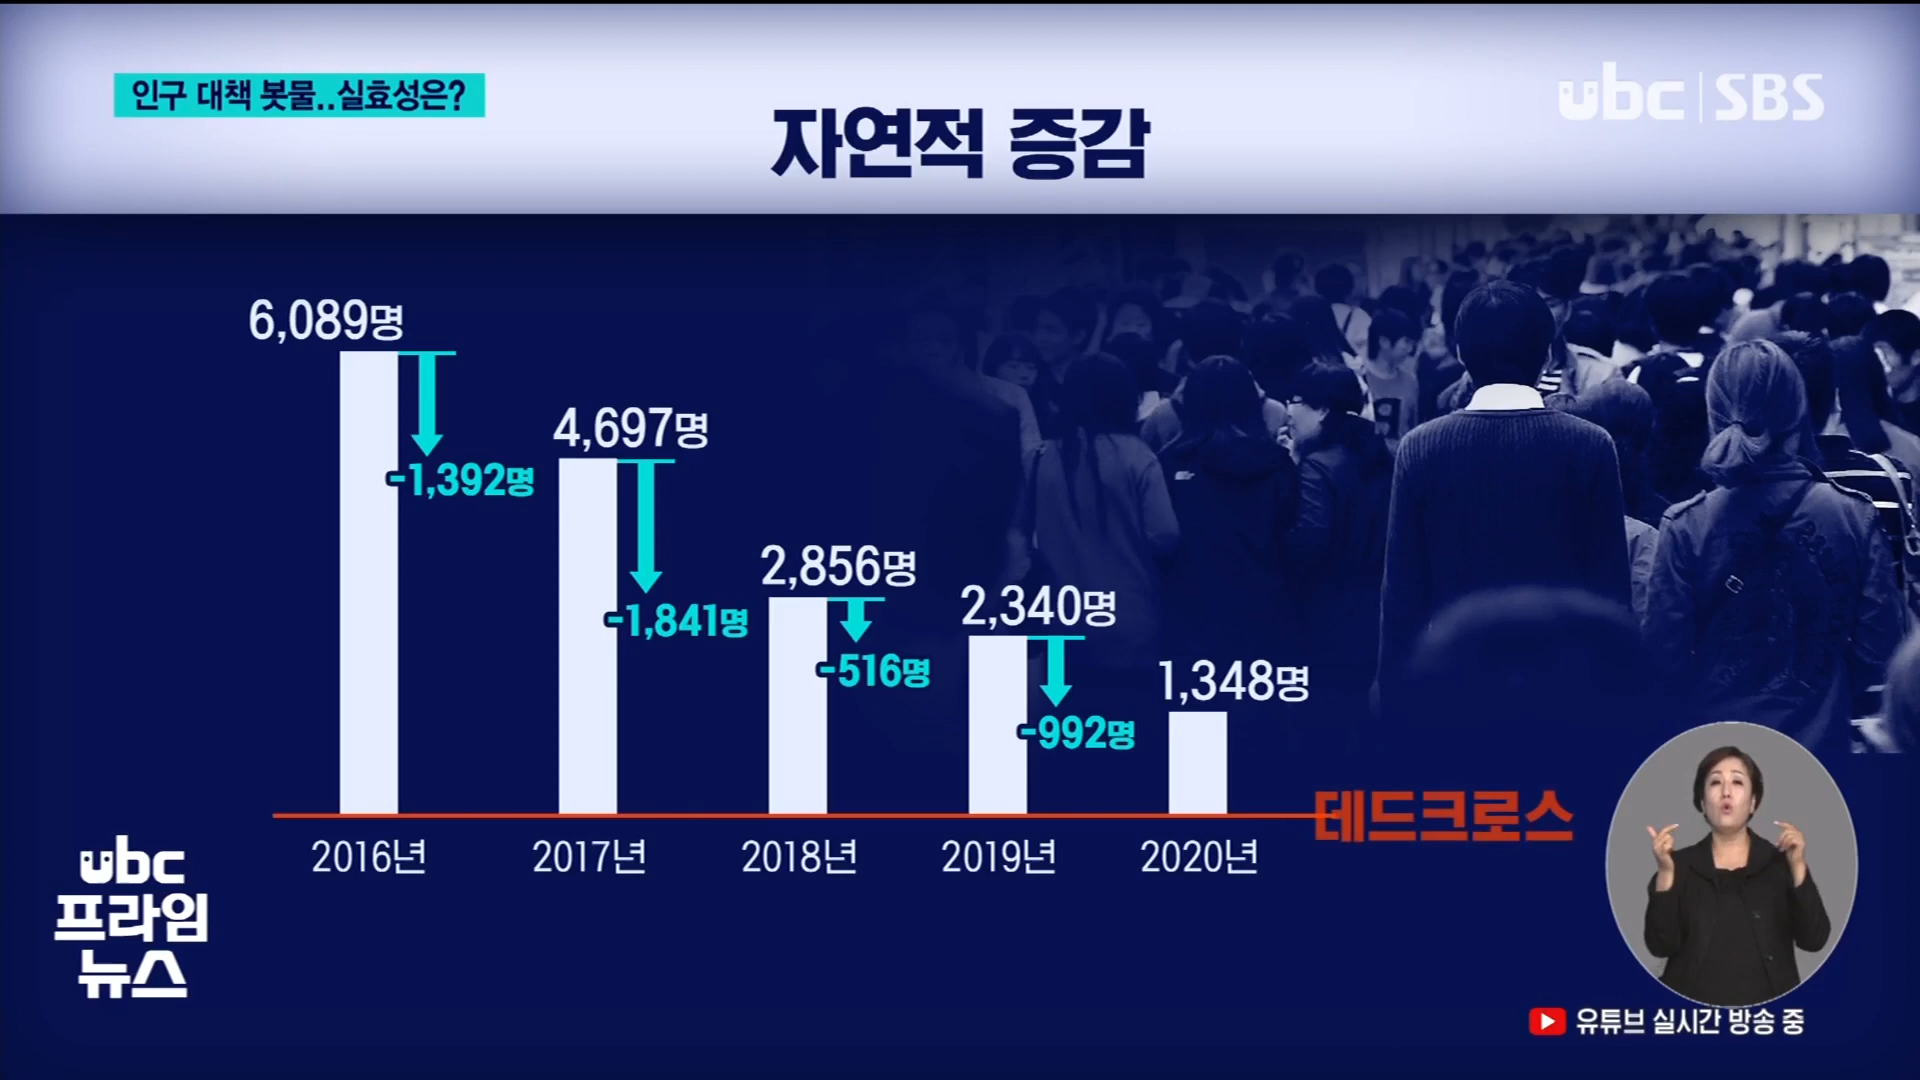 인구 대책 봇물..실효성은?
ubc SBS
자연적 증감
6,089명
-1,392명
4,697명
-1,841명
2,856명
-516명
2,340명
-992명
1,348명
데드크로스
2016년 2017년 2018년 2019년 2020년
ubc
프라임
뉴스
유튜브 실시간 방송 중